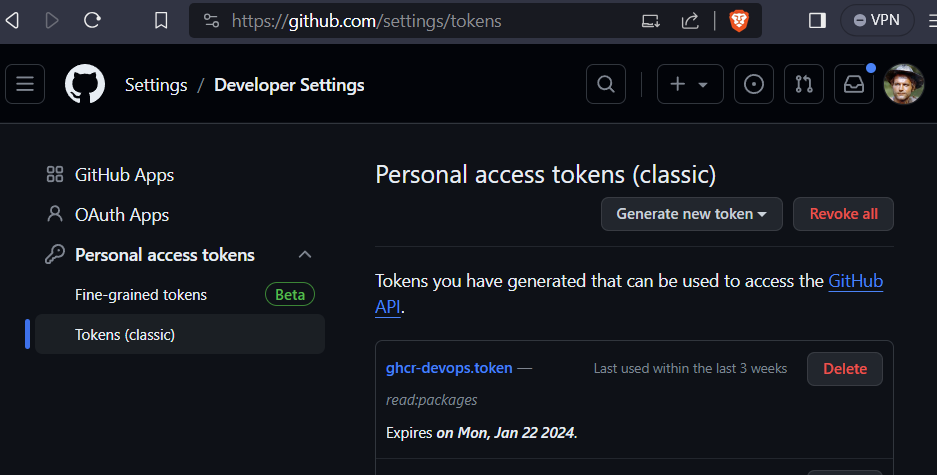 https://github.com/settings/tokens
VPN
Settings / Developer Settings
GitHub Apps
OAuth Apps
Personal access tokens
Fine-grained tokens Beta
Tokens (classic)
Personal access tokens (classic)
Generate new token Revoke all
Tokens you have generated that can be used to access the GitHub
API.
ghcr-devops.token — Last used within the last 3 weeks Delete
read:packages
Expires on Mon, Jan 22 2024.